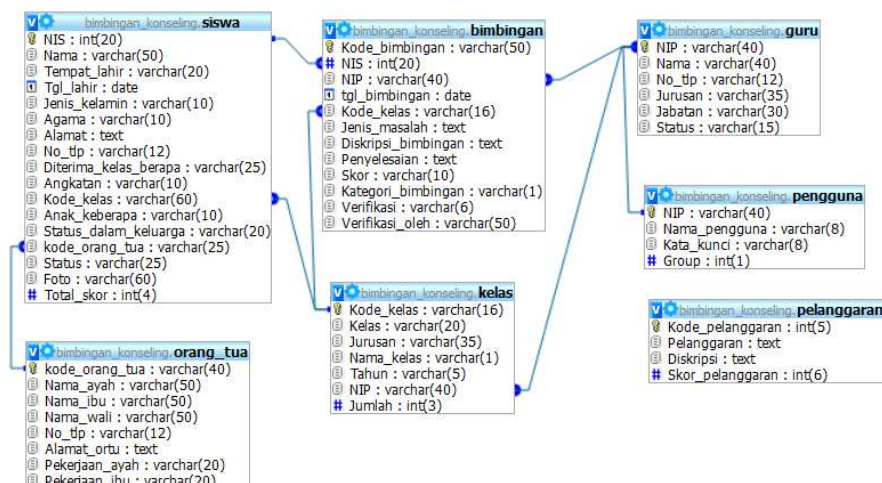 bimbingan_konseling.siswa
NIS : int(20)
Nama : varchar(50)
Tempat_lahir : varchar(20)
Tgl_lahir : date
Jenis_kelamin : varchar(10)
Agama : varchar(10)
Alamat : text
No_tlp : varchar(12)
Diterima_kelas_berapa : varchar(25)
Angkatan : varchar(10)
Kode_kelas : varchar(60)
Anak_keberapa : varchar(10)
Status_dalam_keluarga : varchar(20)
kode_orang_tua : varchar(25)
Status : varchar(25)
Foto : varchar(60)
# Total_skor : int(4)
bimbingan_konseling.orang_tua
kode_orang_tua : varchar(40)
Nama_ayah : varchar(50)
Nama_ibu : varchar(50)
Nama_wali : varchar(50)
No_tlp : varchar(12)
Alamat_ortu : text
Pekerjaan_ayah : varchar(20)
Pekerjaan_ibu : varchar(20)
bimbingan_konseling.bimbingan
Kode_bimbingan : varchar(50)
# NIS : int(20)
NIP : varchar(40)
tgl_bimbingan : date
Kode_kelas : varchar(16)
Jenis_masalah : text
Diskripsi_bimbingan : text
Penyelesaian : text
Skor : varchar(10)
Kategori_bimbingan : varchar(1)
Verifikasi : varchar(6)
Verifikasi_oleh : varchar(50)
bimbingan_konseling.kelas
Kode_kelas : varchar(16)
Kelas : varchar(20)
Jurusan : varchar(35)
Nama_kelas : varchar(1)
Tahun : varchar(5)
NIP : varchar(40)
# Jumlah : int(3)
bimbingan_konseling.guru
NIP : varchar(40)
Nama : varchar(40)
No_tlp : varchar(12)
Jurusan : varchar(35)
Jabatan : varchar(30)
Status : varchar(15)
bimbingan_konseling.pengguna
NIP : varchar(40)
Nama_pengguna : varchar(8)
Kata_kunci : varchar(8)
# Group : int(1)
bimbingan_konseling.pelanggaran
Kode_pelanggaran : int(5)
Pelanggaran : text
Diskripsi : text
# Skor_pelanggaran : int(6)